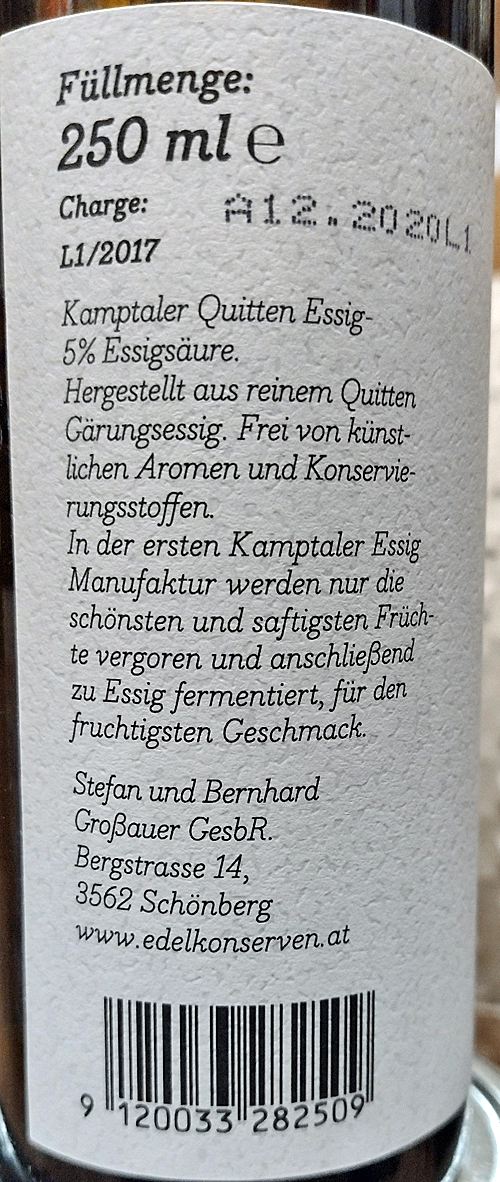 Füllmenge:
250 ml ℮
Charge:
A12.2020L1
L1/2017
Kamptaler Quitten Essig-
5% Essigsäure.
Hergestellt aus reinem Quitten
Gärungsessig. Frei von künst-
lichen Aromen und Konservie-
rungsstoffen.
In der ersten Kamptaler Essig
Manufaktur werden nur die
schönsten und saftigsten Früch-
te vergoren und anschließend
zu Essig fermentiert, für den
fruchtigsten Geschmack.
Stefan und Bernhard
Großauer GesbR.
Bergstrasse 14,
3562 Schönberg
www.edelkonserven.at
9 120033 282509